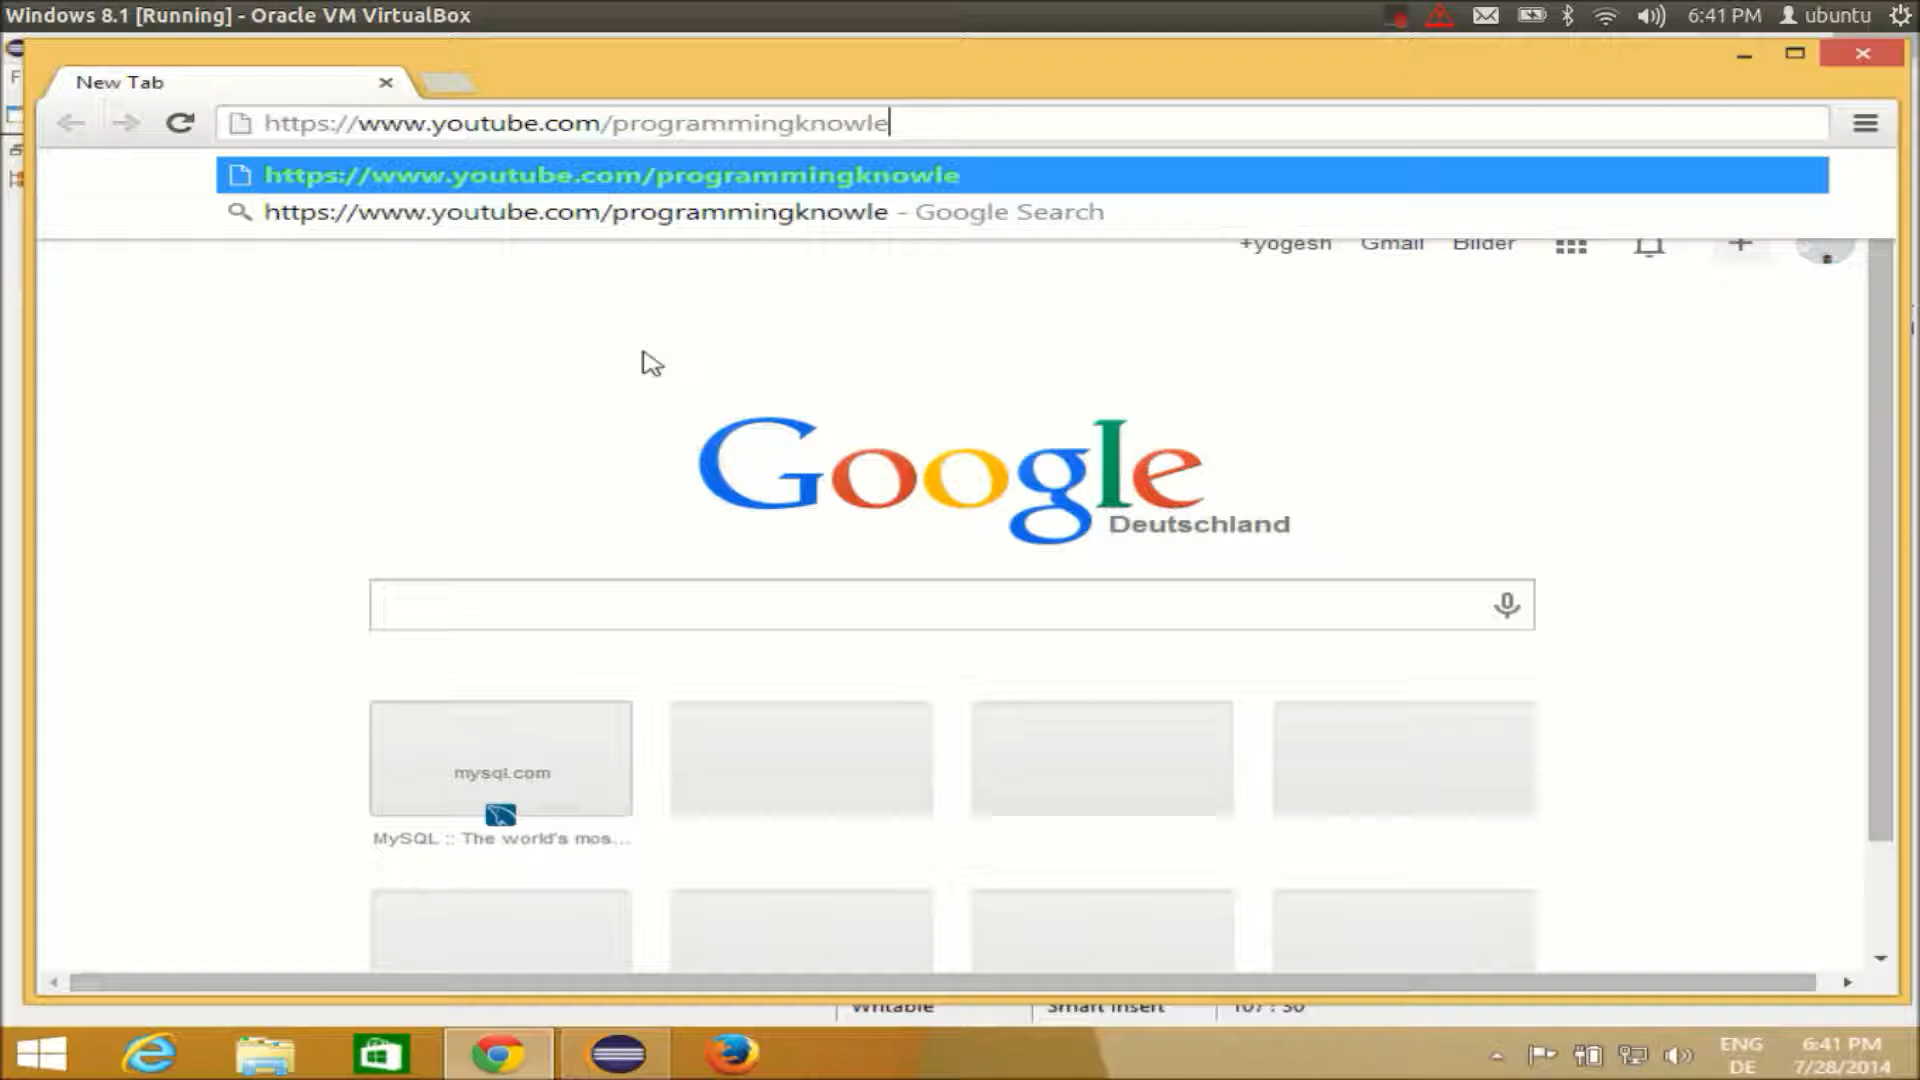 Windows 8.1 [Running] - Oracle VM VirtualBox
6:41 PM ubuntu
F
New Tab
https://www.youtube.com/programmingknowle
https://www.youtube.com/programmingknowle
https://www.youtube.com/programmingknowle - Google Search
+yogesh Gmail Bilder
Google
Deutschland
mysql.com
MySQL :: The world's mos...
Writable Smart Insert 107 : 30
ENG 6:41 PM
DE 7/28/2014